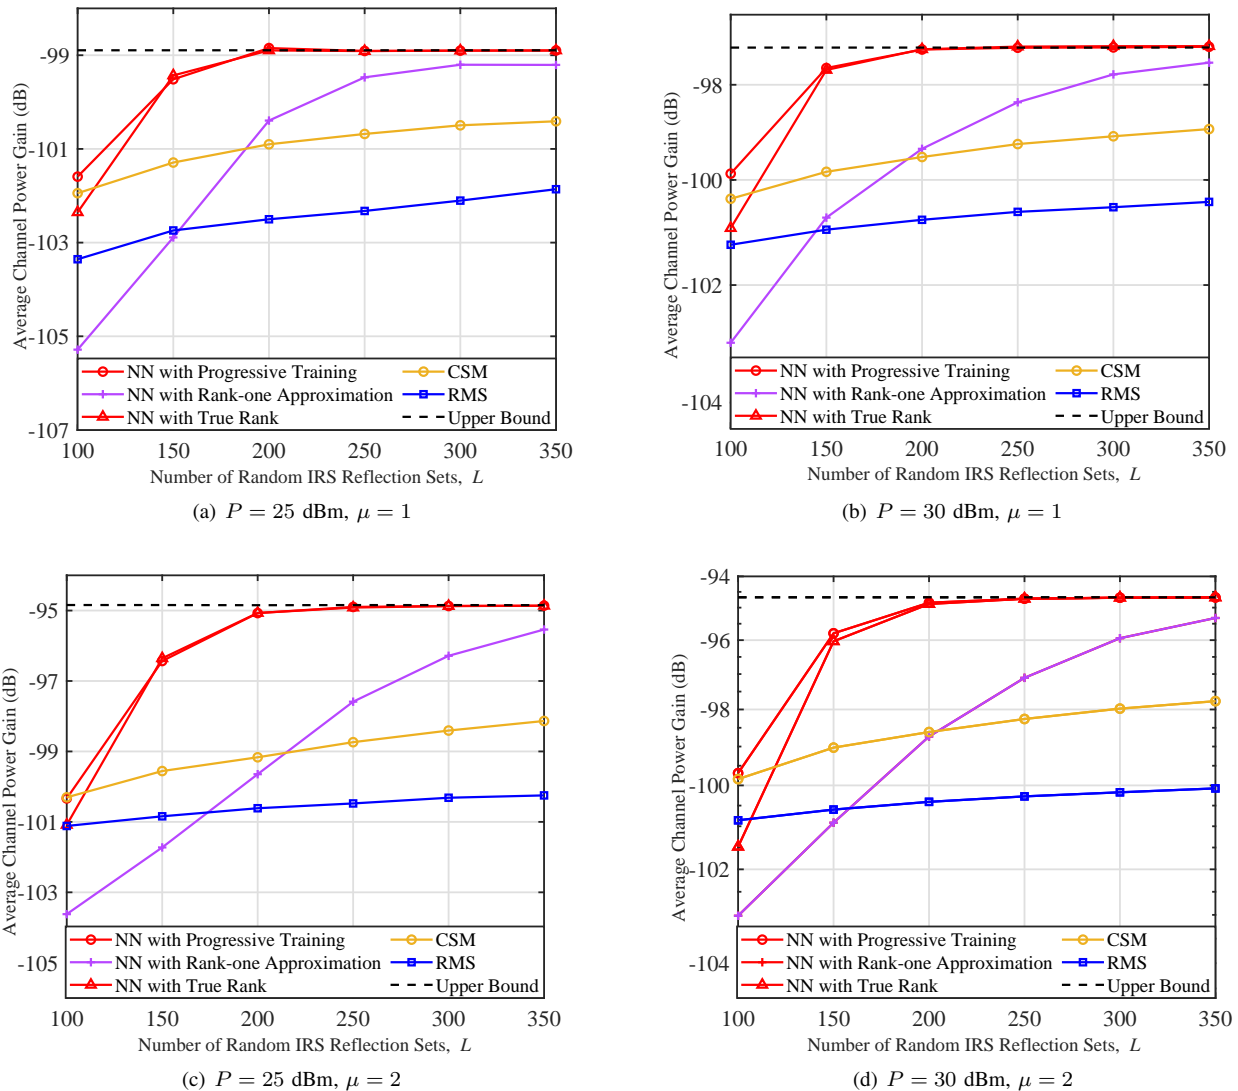 -99
-101
-103
-105
-107
Average Channel Power Gain (dB)
NN with Progressive Training
NN with Rank-one Approximation
NN with True Rank
CSM
RMS
Upper Bound
100 150 200 250 300 350
Number of Random IRS Reflection Sets, L
(a) P = 25 dBm, μ = 1
-98
-100
-102
-104
Average Channel Power Gain (dB)
NN with Progressive Training
NN with Rank-one Approximation
NN with True Rank
CSM
RMS
Upper Bound
100 150 200 250 300 350
Number of Random IRS Reflection Sets, L
(b) P = 30 dBm, μ = 1
-95
-97
-99
-101
-103
-105
Average Channel Power Gain (dB)
NN with Progressive Training
NN with Rank-one Approximation
NN with True Rank
CSM
RMS
Upper Bound
100 150 200 250 300 350
Number of Random IRS Reflection Sets, L
(c) P = 25 dBm, μ = 2
-94
-96
-98
-100
-102
-104
Average Channel Power Gain (dB)
NN with Progressive Training
NN with Rank-one Approximation
NN with True Rank
CSM
RMS
Upper Bound
100 150 200 250 300 350
Number of Random IRS Reflection Sets, L
(d) P = 30 dBm, μ = 2